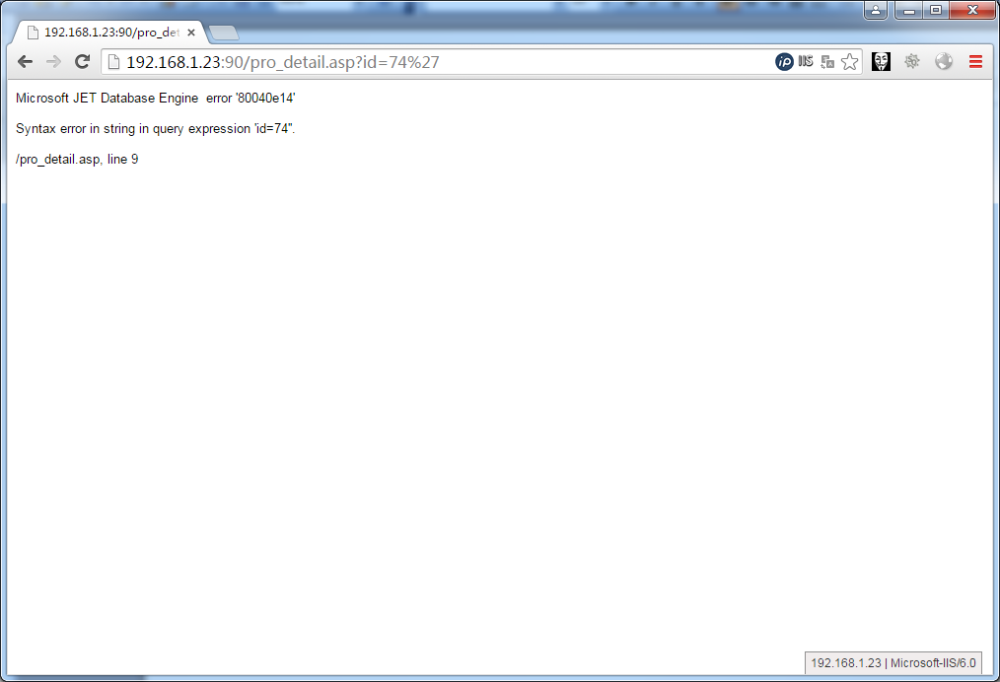 192.168.1.23:90/pro_det
192.168.1.23:90/pro_detail.asp?id=74%27
ip IIS
Microsoft JET Database Engine  error '80040e14'
Syntax error in string in query expression 'id=74''.
/pro_detail.asp, line 9
192.168.1.23 | Microsoft-IIS/6.0